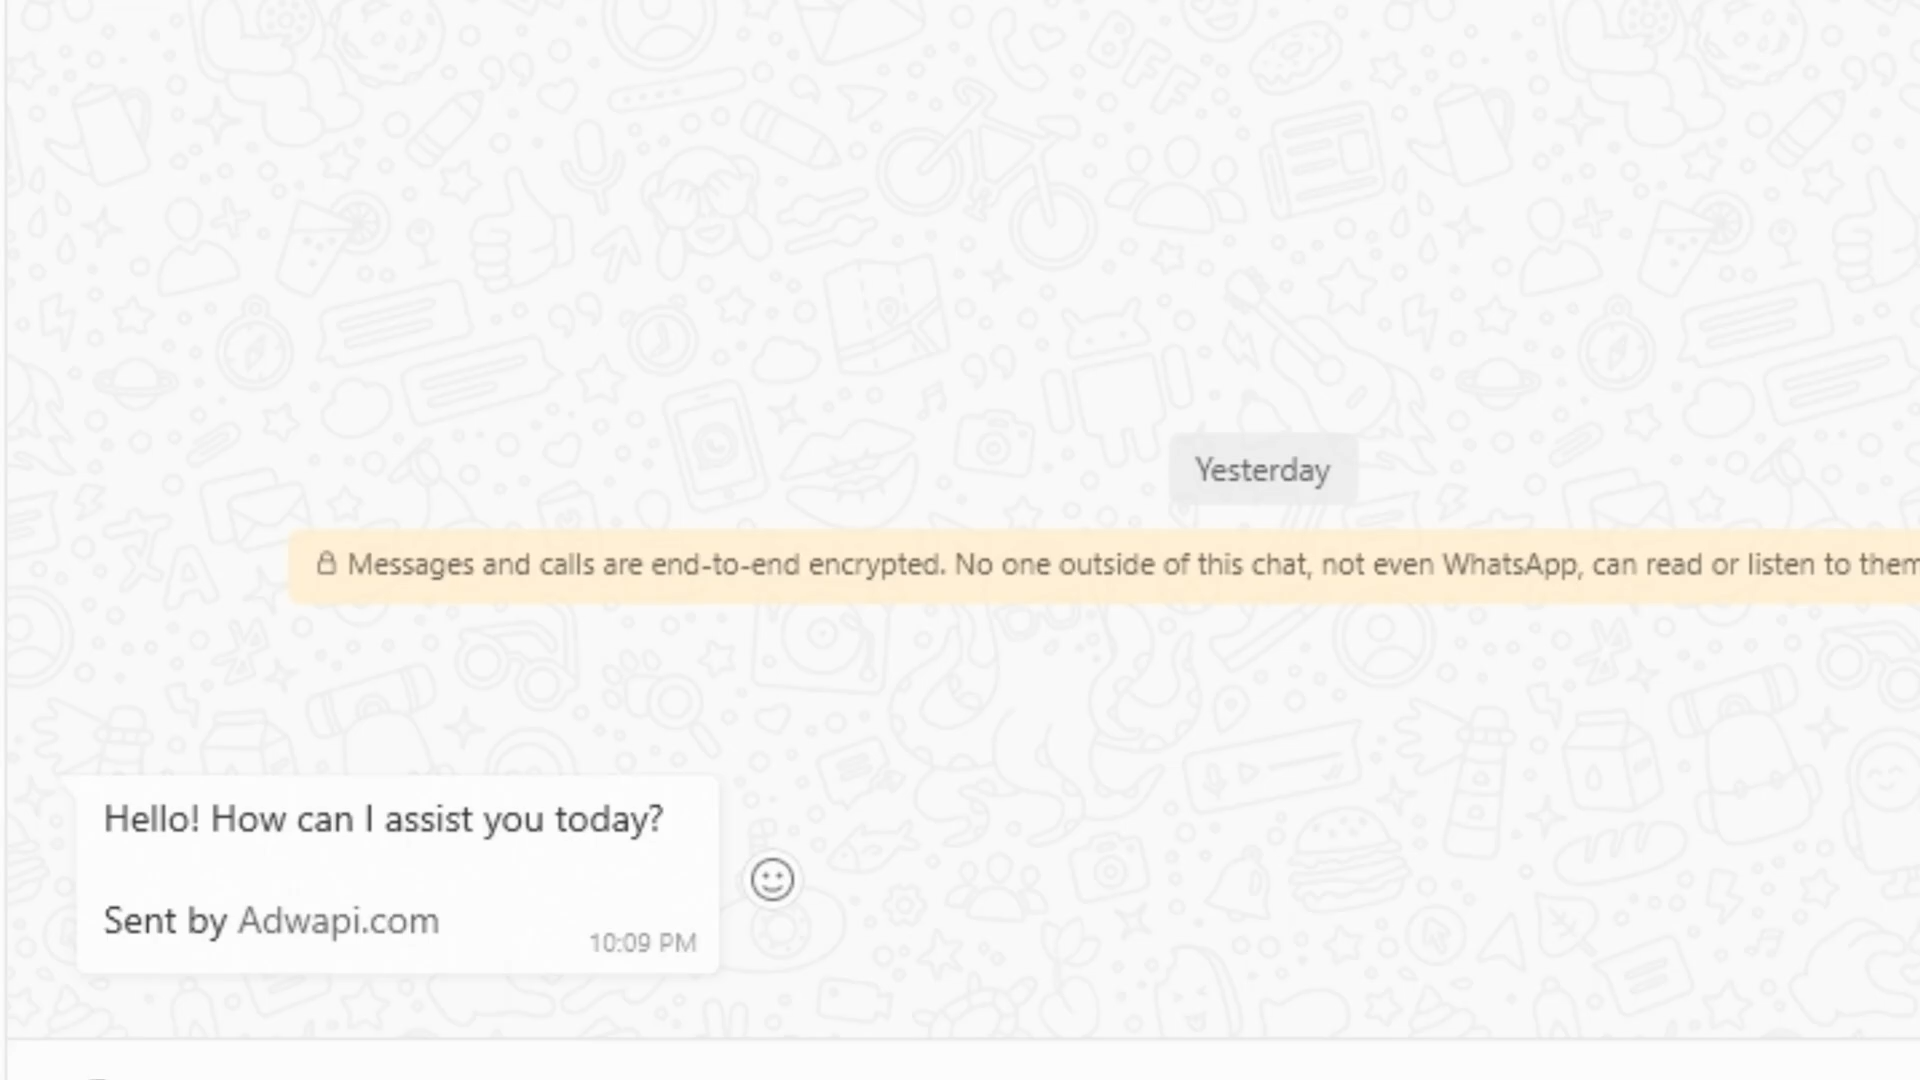 Yesterday
Messages and calls are end-to-end encrypted. No one outside of this chat, not even WhatsApp, can read or listen to them
Hello! How can I assist you today?
Sent by Adwapi.com
10:09 PM